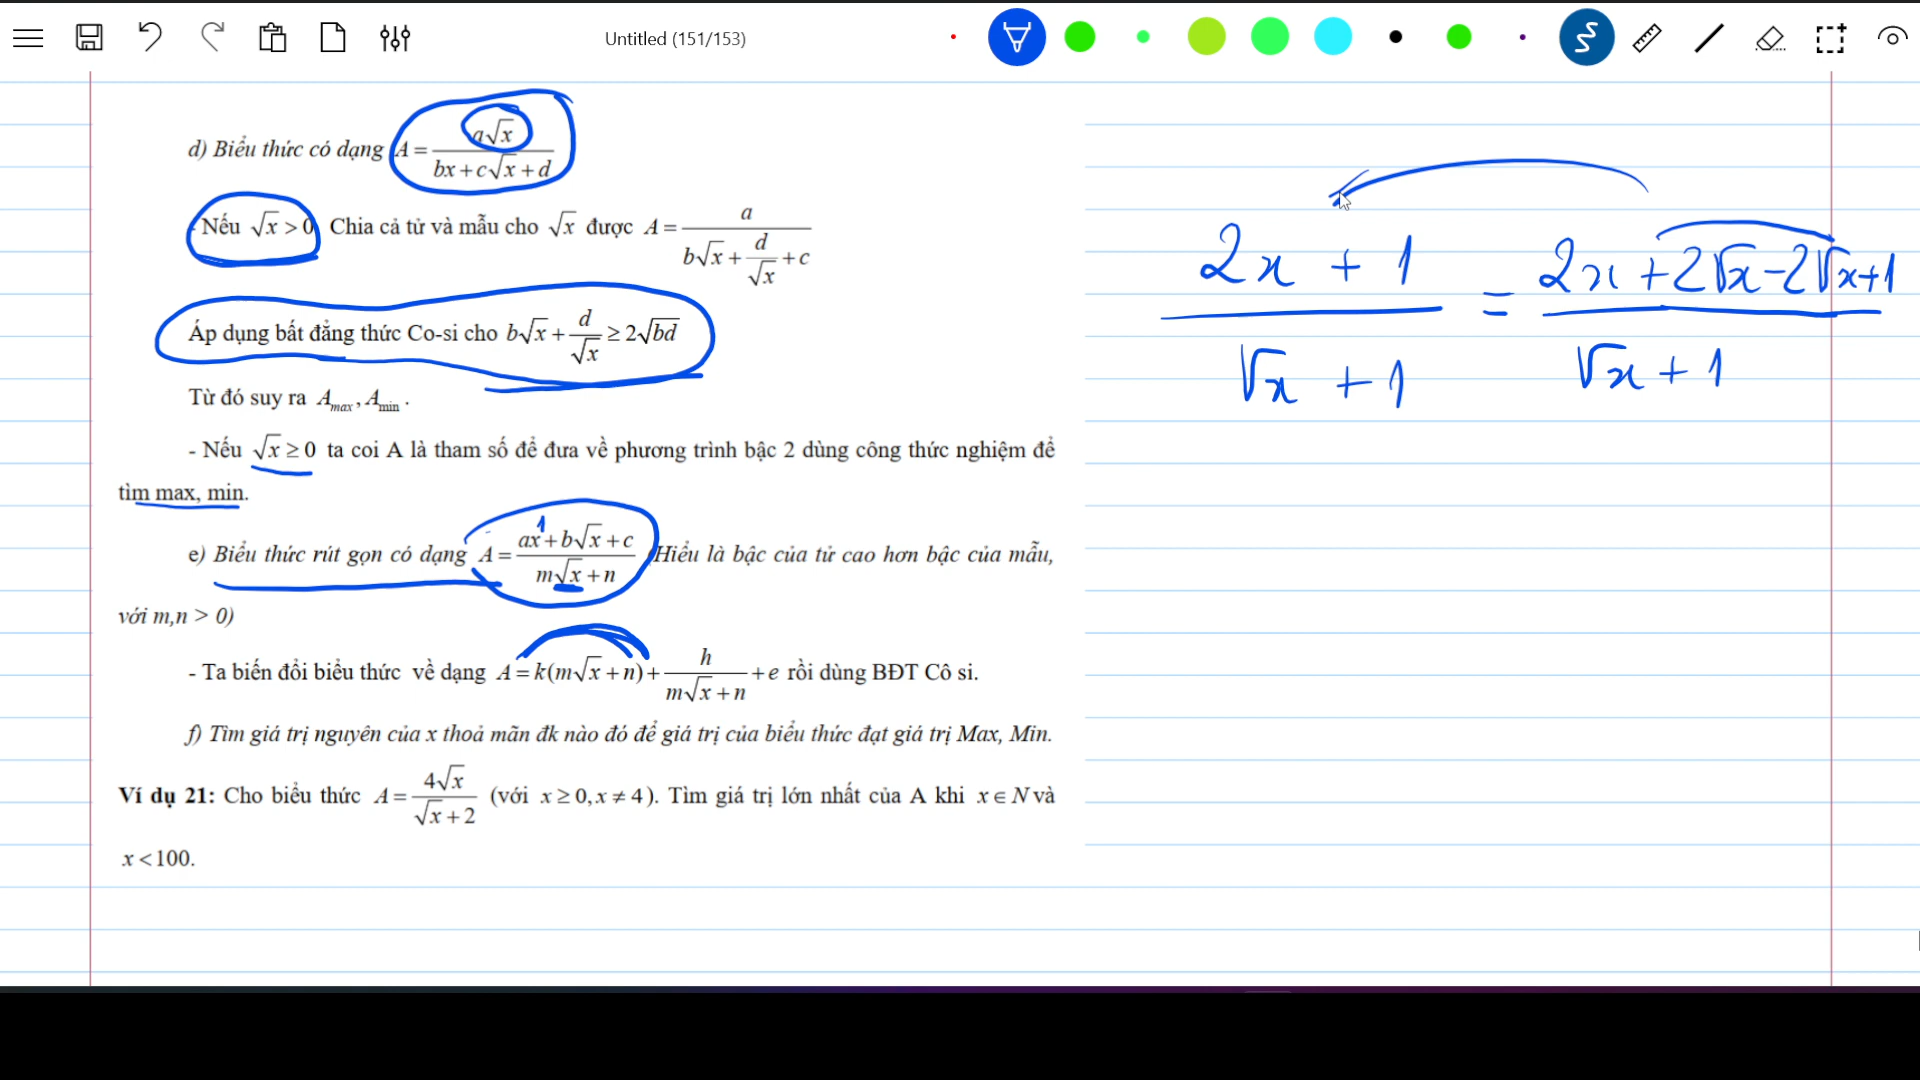 Untitled (151/153)
d) Biểu thức có dạng A = a√x / (bx + c√x + d)
- Nếu √x > 0 Chia cả tử và mẫu cho √x được A = a / (b√x + d/√x + c)
Áp dụng bất đẳng thức Co-si cho b√x + d/√x ≥ 2√bd
Từ đó suy ra Amax, Amin.
- Nếu √x ≥ 0 ta coi A là tham số để đưa về phương trình bậc 2 dùng công thức nghiệm để
tìm max, min.
1
e) Biểu thức rút gọn có dạng A = (ax + b√x + c) / (m√x + n) (Hiểu là bậc của tử cao hơn bậc của mẫu,
với m,n > 0)
- Ta biến đổi biểu thức về dạng A = k(m√x + n) + h / (m√x + n) + e rồi dùng BĐT Cô si.
f) Tìm giá trị nguyên của x thoả mãn đk nào đó để giá trị của biểu thức đạt giá trị Max, Min.
Ví dụ 21: Cho biểu thức A = 4√x / (√x + 2) (với x ≥ 0, x ≠ 4). Tìm giá trị lớn nhất của A khi x ∈ N và
x < 100.
(2x + 1) / (√x + 1) = (2x + 2√x - 2√x + 1) / (√x + 1)